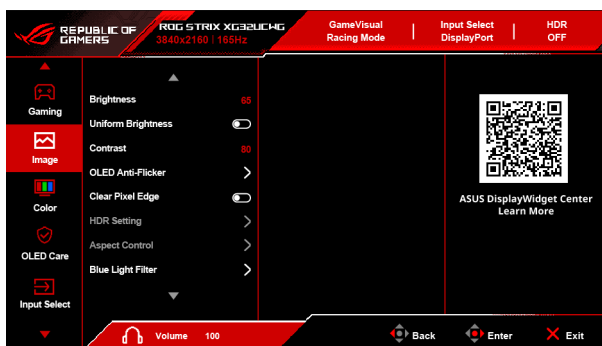 REPUBLIC OF
GAMERS
ROG STRIX XG32UCWG
3840x2160 | 165Hz
GameVisual
Racing Mode
Input Select
DisplayPort
HDR
OFF
Gaming
Image
Color
OLED Care
Input Select
Brightness 65
Uniform Brightness
Contrast 80
OLED Anti-Flicker
Clear Pixel Edge
HDR Setting
Aspect Control
Blue Light Filter
ASUS DisplayWidget Center
Learn More
Volume 100
Back
Enter
Exit